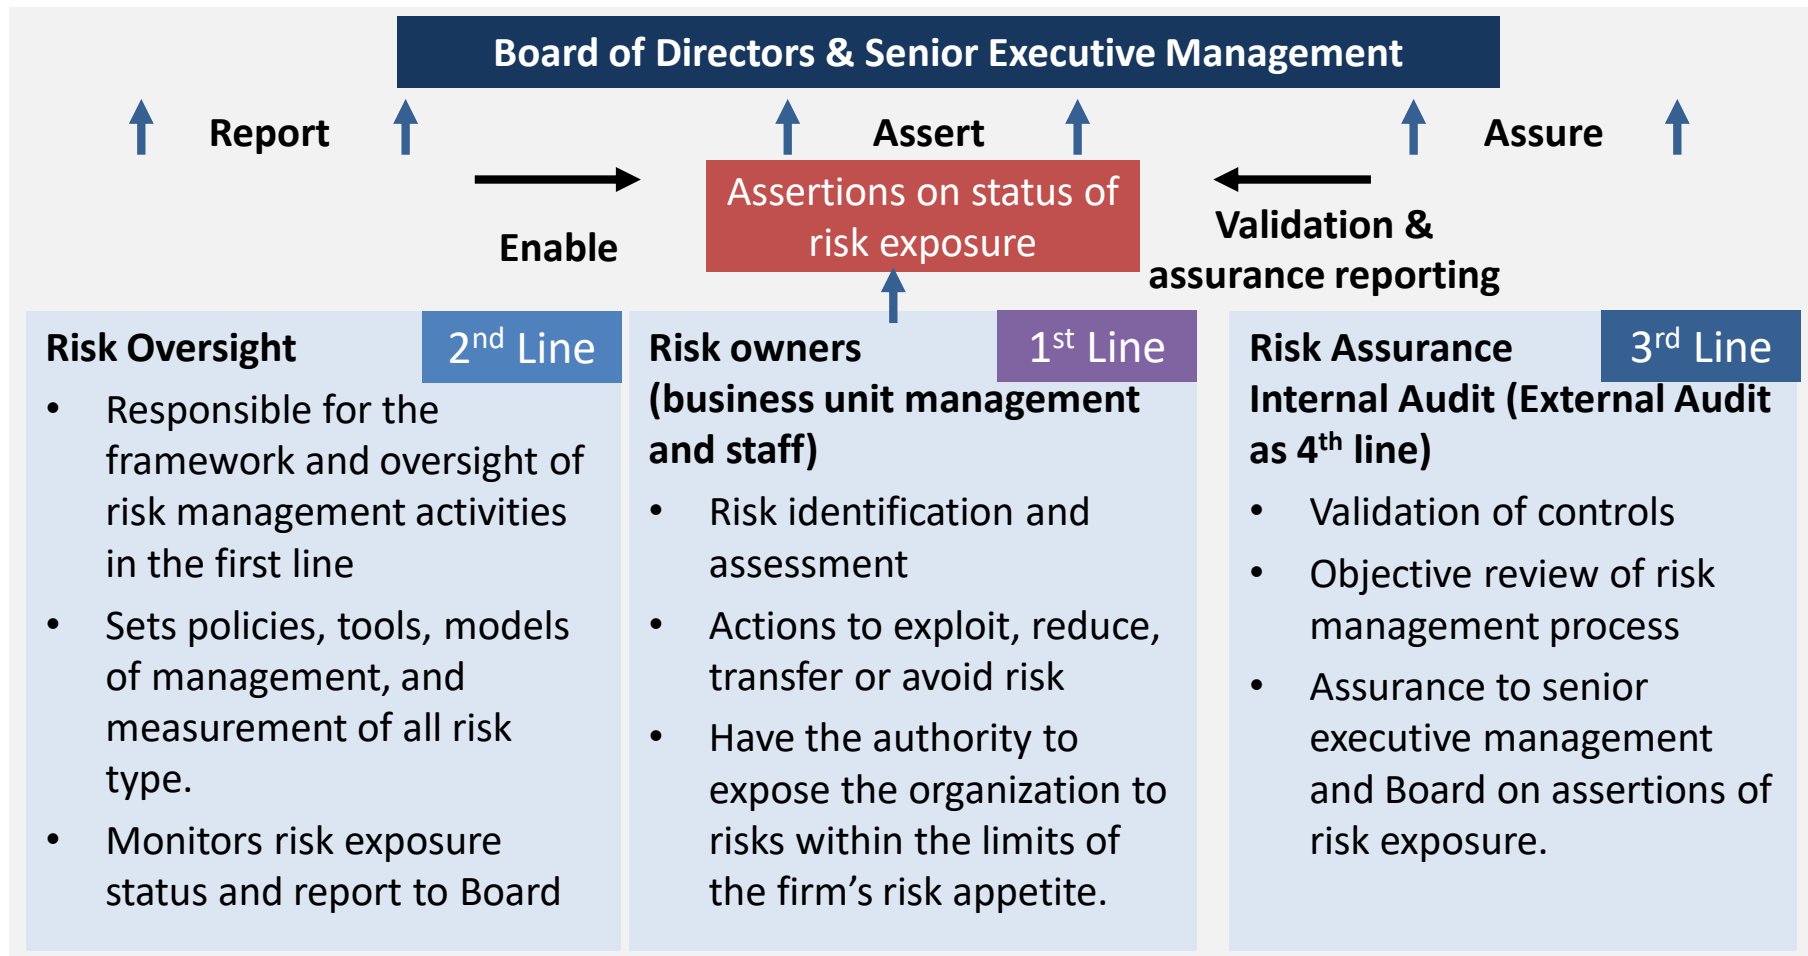 Board of Directors & Senior Executive Management
Report
Assert
Assure
Enable
Assertions on status of
risk exposure
Validation &
assurance reporting
Risk Oversight
2nd Line
• Responsible for the
framework and oversight of
risk management activities
in the first line
• Sets policies, tools, models
of management, and
measurement of all risk
type.
• Monitors risk exposure
status and report to Board
Risk owners
1st Line
(business unit management
and staff)
• Risk identification and
assessment
• Actions to exploit, reduce,
transfer or avoid risk
• Have the authority to
expose the organization to
risks within the limits of
the firm’s risk appetite.
Risk Assurance
3rd Line
Internal Audit (External Audit
as 4th line)
• Validation of controls
• Objective review of risk
management process
• Assurance to senior
executive management
and Board on assertions of
risk exposure.